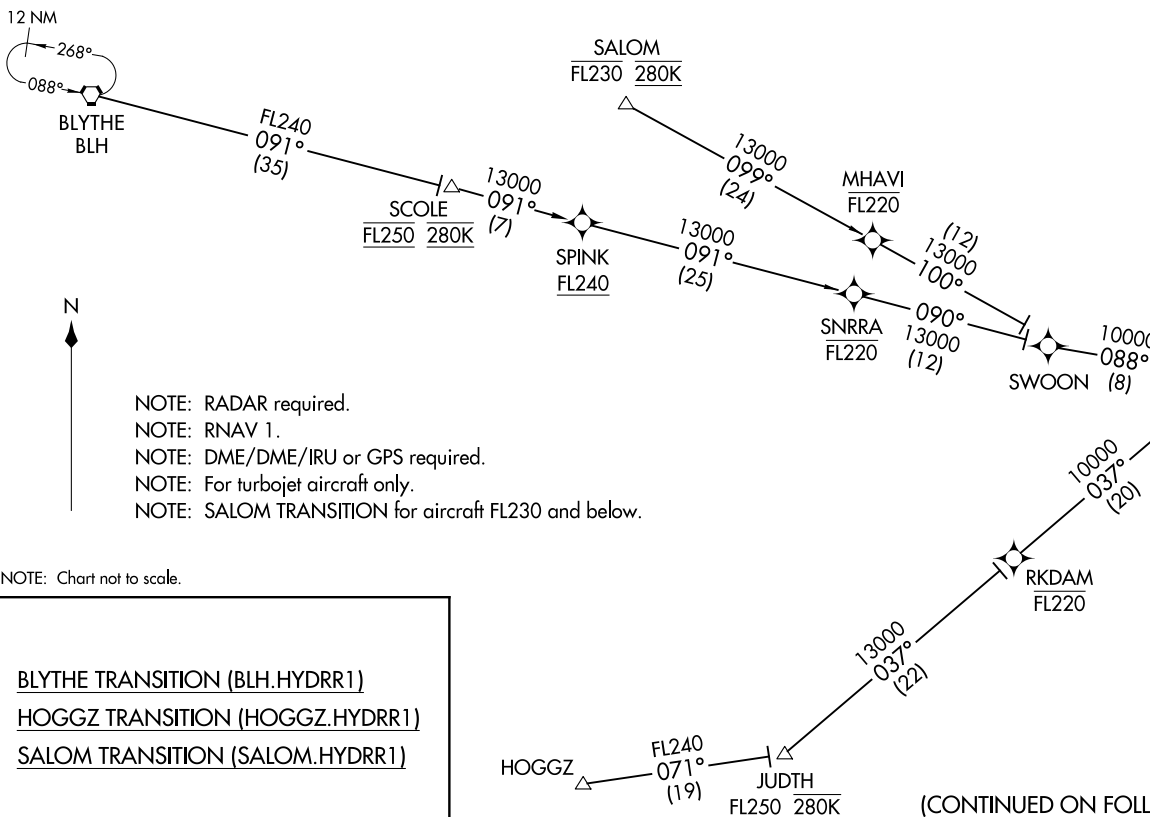 12 NM
268°
088°
BLYTHE
BLH
FL240
091°
(35)
SCOLE
FL250 280K
13000
091°
(7)
SPINK
FL240
13000
091°
(25)
SALOM
FL230 280K
13000
099°
(24)
MHAVI
FL220
(12)
13000
100°
SNRRA
FL220
090°
13000
(12)
SWOON
10000
088°
(8)
N
NOTE: RADAR required.
NOTE: RNAV 1.
NOTE: DME/DME/IRU or GPS required.
NOTE: For turbojet aircraft only.
NOTE: SALOM TRANSITION for aircraft FL230 and below.
NOTE: Chart not to scale.
10000
037°
(20)
RKDAM
FL220
13000
037°
(22)
BLYTHE TRANSITION (BLH.HYDRR1)
HOGGZ TRANSITION (HOGGZ.HYDRR1)
SALOM TRANSITION (SALOM.HYDRR1)
HOGGZ
FL240
071°
(19)
JUDTH
FL250 280K
(CONTINUED ON FOLL